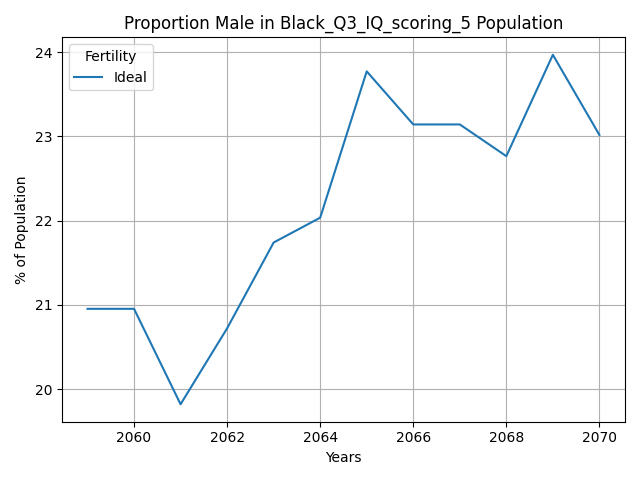 Proportion Male in Black_Q3_IQ_scoring_5 Population
Fertility
Ideal
% of Population
24
23
22
21
20
2060 2062 2064 2066 2068 2070
Years